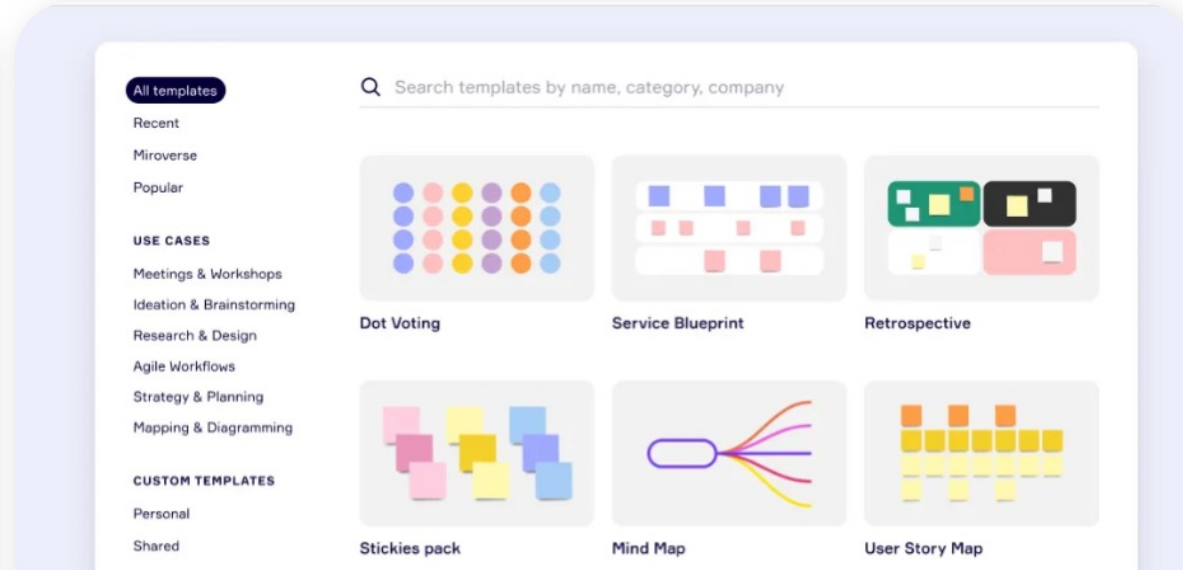 All templates
Recent
Miroverse
Popular
USE CASES
Meetings & Workshops
Ideation & Brainstorming
Research & Design
Agile Workflows
Strategy & Planning
Mapping & Diagramming
CUSTOM TEMPLATES
Personal
Shared
Search templates by name, category, company
Dot Voting
Service Blueprint
Retrospective
Stickies pack
Mind Map
User Story Map